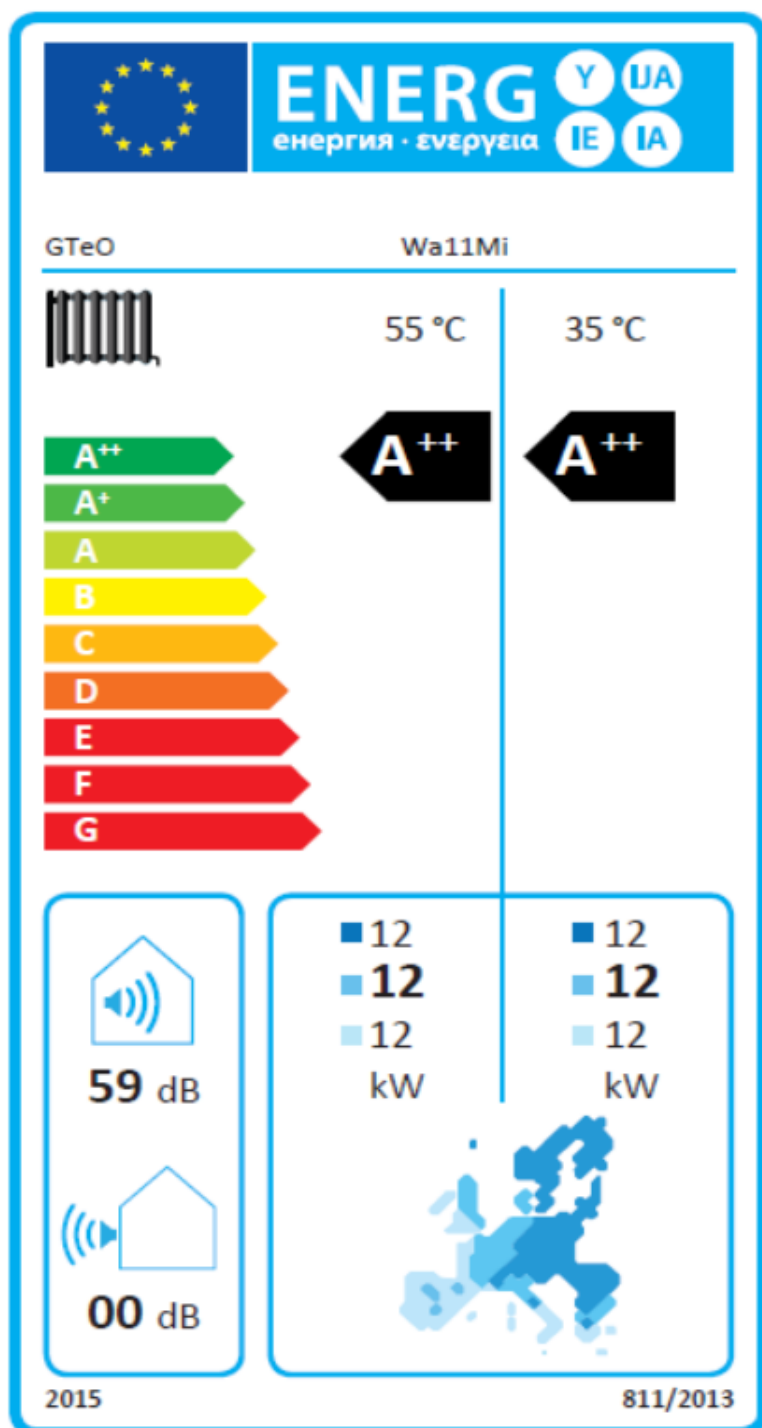 ENERG Y IJA
енергия · ενεργεια IE IA
GTeO Wa11Mi
55 °C 35 °C
A++ A++
A++
A+
A
B
C
D
E
F
G
12 12
12 12
12 12
kW kW
59 dB
00 dB
2015 811/2013